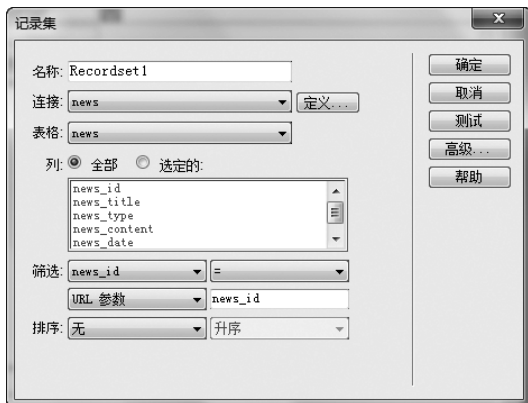 记录集
名称: Recordset1
连接: news 定义...
表格: news
列: 全部 选定的:
news_id
news_title
news_type
news_content
news_date
筛选: news_id =
URL 参数 news_id
排序: 无 升序
确定
取消
测试
高级...
帮助